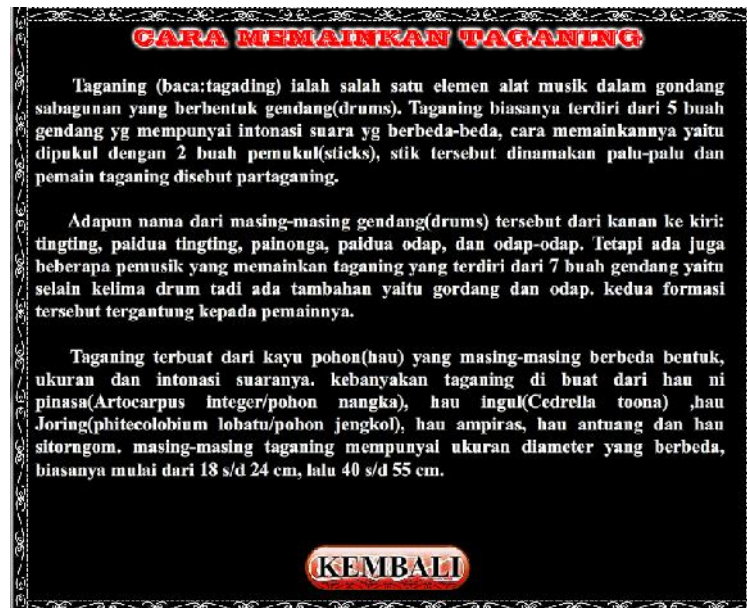 CARA MEMAINKAN TAGANING
Taganing (baca:tagading) ialah salah satu elemen alat musik dalam gondang
sabagunan yang berbentuk gendang(drums). Taganing biasanya terdiri dari 5 buah
gendang yg mempunyai intonasi suara yg berbeda-beda, cara memainkannya yaitu
dipukul dengan 2 buah pemukul(sticks), stik tersebut dinamakan palu-palu dan
pemain taganing disebut partaganing.
Adapun nama dari masing-masing gendang(drums) tersebut dari kanan ke kiri:
tingting, paidua tingting, painonga, paidua odap, dan odap-odap. Tetapi ada juga
beberapa pemusik yang memainkan taganing yang terdiri dari 7 buah gendang yaitu
selain kelima drum tadi ada tambahan yaitu gordang dan odap. kedua formasi
tersebut tergantung kepada pemainnya.
Taganing terbuat dari kayu pohon(hau) yang masing-masing berbeda bentuk,
ukuran dan intonasi suaranya. kebanyakan taganing di buat dari hau ni
pinasa(Artocarpus integer/pohon nangka), hau ingul(Cedrella toona) ,hau
Joring(phitecolobium lobatu/pohon jengkol), hau ampiras, hau antuang dan hau
sitorngom. masing-masing taganing mempunyai ukuran diameter yang berbeda,
biasanya mulai dari 18 s/d 24 cm, lalu 40 s/d 55 cm.
KEMBALI